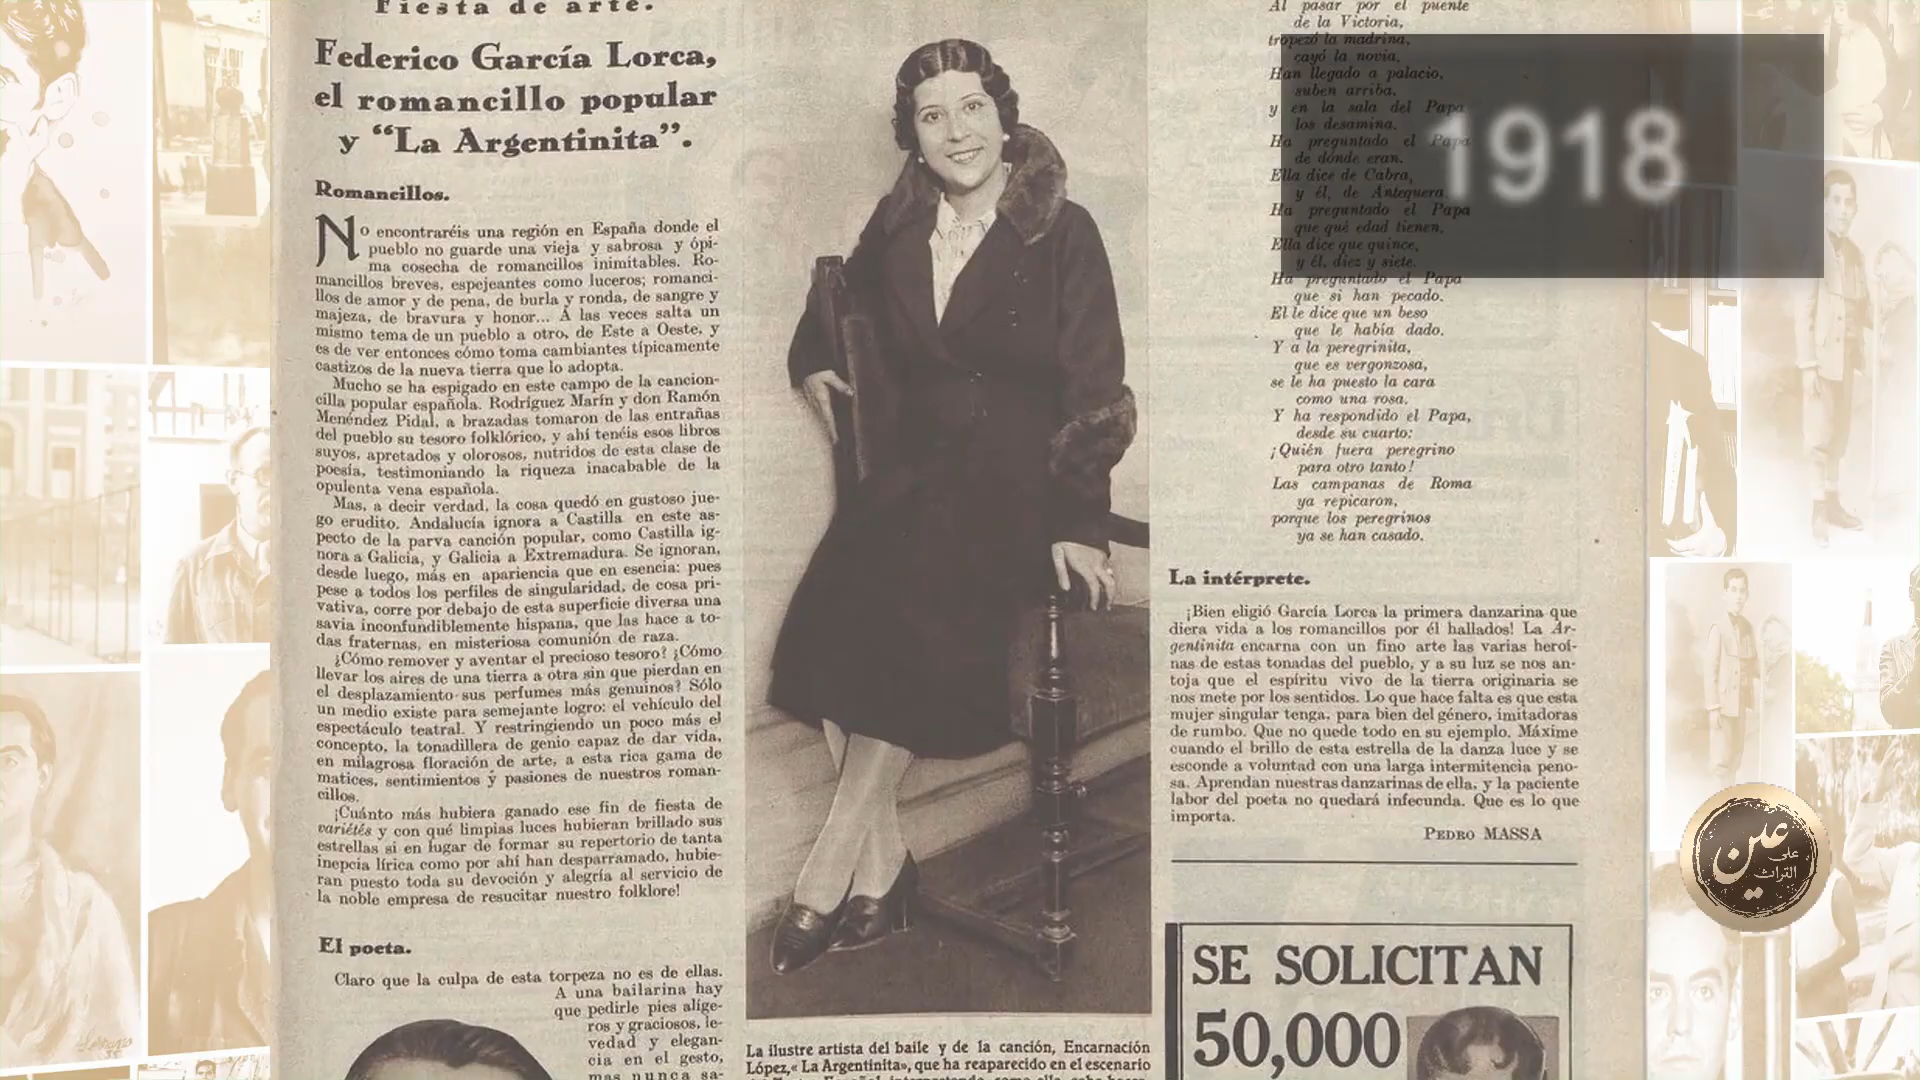 Fiesta de arte.
Federico García Lorca,
el romancillo popular
y “La Argentinita”.
Romancillos.
No encontraréis una región en España donde el
pueblo no guarde una vieja y sabrosa y ópi-
ma cosecha de romancillos inimitables. Ro-
mancillos breves, espejeantes como luceros; romanci-
llos de amor y de pena, de burla y ronda, de sangre y
majeza, de bravura y honor... A las veces salta un
mismo tema de un pueblo a otro, de Este a Oeste, y
es de ver entonces cómo toma cambiantes típicamente
castizos de la nueva tierra que lo adopta.
Mucho se ha espigado en este campo de la cancion-
cilla popular española. Rodríguez Marín y don Ramón
Menéndez Pidal, a brazadas tomaron de las entrañas
del pueblo su tesoro folklórico, y ahí tenéis esos libros
suyos, apretados y olorosos, nutridos de esta clase de
poesía, testimoniando la riqueza inacabable de la
opulenta vena española.
Mas, a decir verdad, la cosa quedó en gustoso jue-
go erudito. Andalucía ignora a Castilla en este as-
pecto de la parva canción popular, como Castilla ig-
nora a Galicia, y Galicia a Extremadura. Se ignoran,
desde luego, más en apariencia que en esencia: pues
pese a todos los perfiles de singularidad, de cosa pri-
vativa, corre por debajo de esta superficie diversa una
savia inconfundiblemente hispana, que las hace a to-
das fraternas, en misteriosa comunión de raza.
¿Cómo remover y aventar el precioso tesoro? ¿Cómo
llevar los aires de una tierra a otra sin que pierdan en
el desplazamiento sus perfumes más genuinos? Sólo
un medio existe para semejante logro: el vehículo del
espectáculo teatral. Y restringiendo un poco más el
concepto, la tonadillera de genio capaz de dar vida,
en milagrosa floración de arte, a esta rica gama de
matices, sentimientos y pasiones de nuestros roman-
cillos.
¡Cuánto más hubiera ganado ese fin de fiesta de
variétés y con qué limpias luces hubieran brillado sus
estrellas si en lugar de formar su repertorio de tanta
inepcia lírica como por ahí han desparramado, hubie-
ran puesto toda su devoción y alegría al servicio de
la noble empresa de resucitar nuestro folklore!
El poeta.
Claro que la culpa de esta torpeza no es de ellas.
A una bailarina hay
que pedirle pies alíge-
ros y graciosos, le-
vedad y elegan-
cia en el gesto,
mas nunca sa-
La ilustre artista del baile y de la canción, Encarnación
López,« La Argentinita», que ha reaparecido en el escenario
Al pasar por el puente
de la Victoria,
tropezó la madrina,
cayó la novia.
Han llegado a palacio,
suben arriba.
y en la sala del Papa
los desamina.
Ha preguntado el Papa
de dónde eran.
Ella dice de Cabra,
y él, de Antequera.
Ha preguntado el Papa
que qué edad tienen.
Ella dice que quince,
y él, diez y siete.
Ha preguntado el Papa
que si han pecado.
El le dice que un beso
que le había dado.
Y a la peregrinita,
que es vergonzosa,
se le ha puesto la cara
como una rosa.
Y ha respondido el Papa,
desde su cuarto:
¡Quién fuera peregrino
para otro tanto!
Las campanas de Roma
ya repicaron,
porque los peregrinos
ya se han casado.
1918
La intérprete.
¡Bien eligió García Lorca la primera danzarina que
diera vida a los romancillos por él hallados! La Ar-
gentinita encarna con un fino arte las varias heroí-
nas de estas tonadas del pueblo, y a su luz se nos an-
toja que el espíritu vivo de la tierra originaria se
nos mete por los sentidos. Lo que hace falta es que esta
mujer singular tenga, para bien del género, imitadoras
de rumbo. Que no quede todo en su ejemplo. Máxime
cuando el brillo de esta estrella de la danza luce y se
esconde a voluntad con una larga intermitencia peno-
sa. Aprendan nuestras danzarinas de ella, y la paciente
labor del poeta no quedará infecunda. Que es lo que
importa.
PEDRO MASSA
SE SOLICITAN
50,000
عين
على
التراث